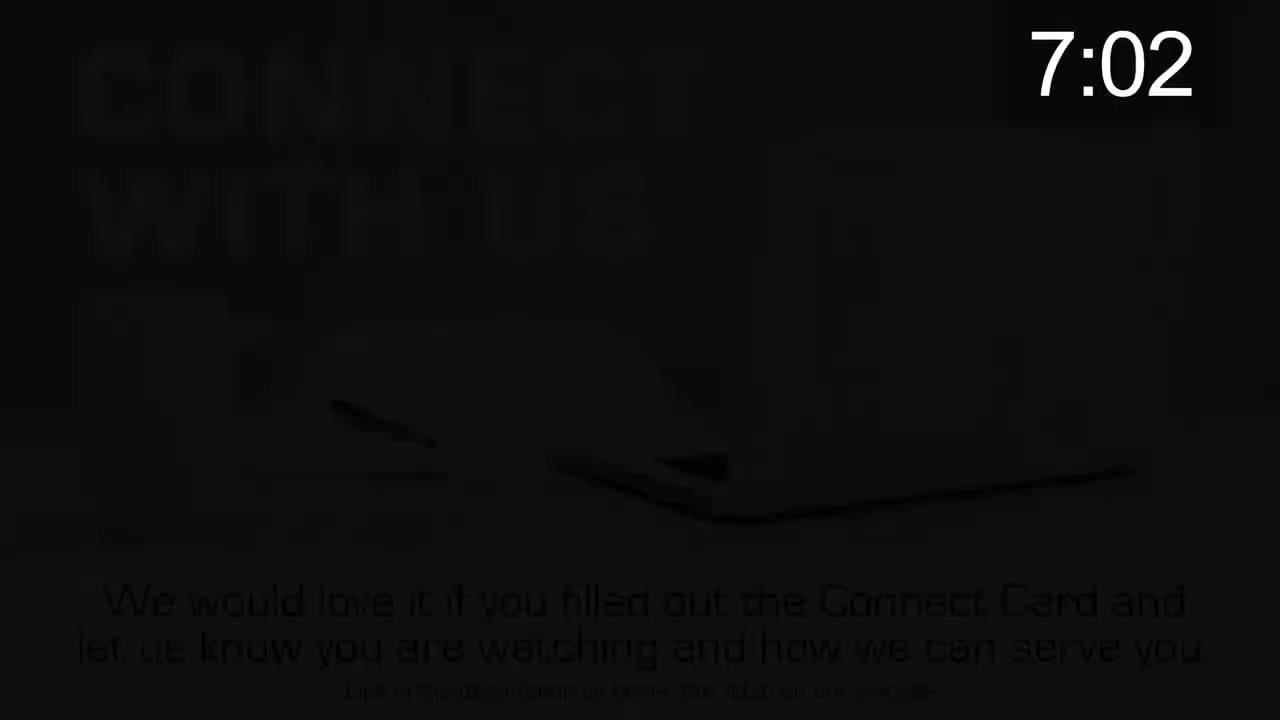 7:02
CONNECT
WITH US
We would love it if you filled out the Connect Card and
let us know you are watching and how we can serve you.